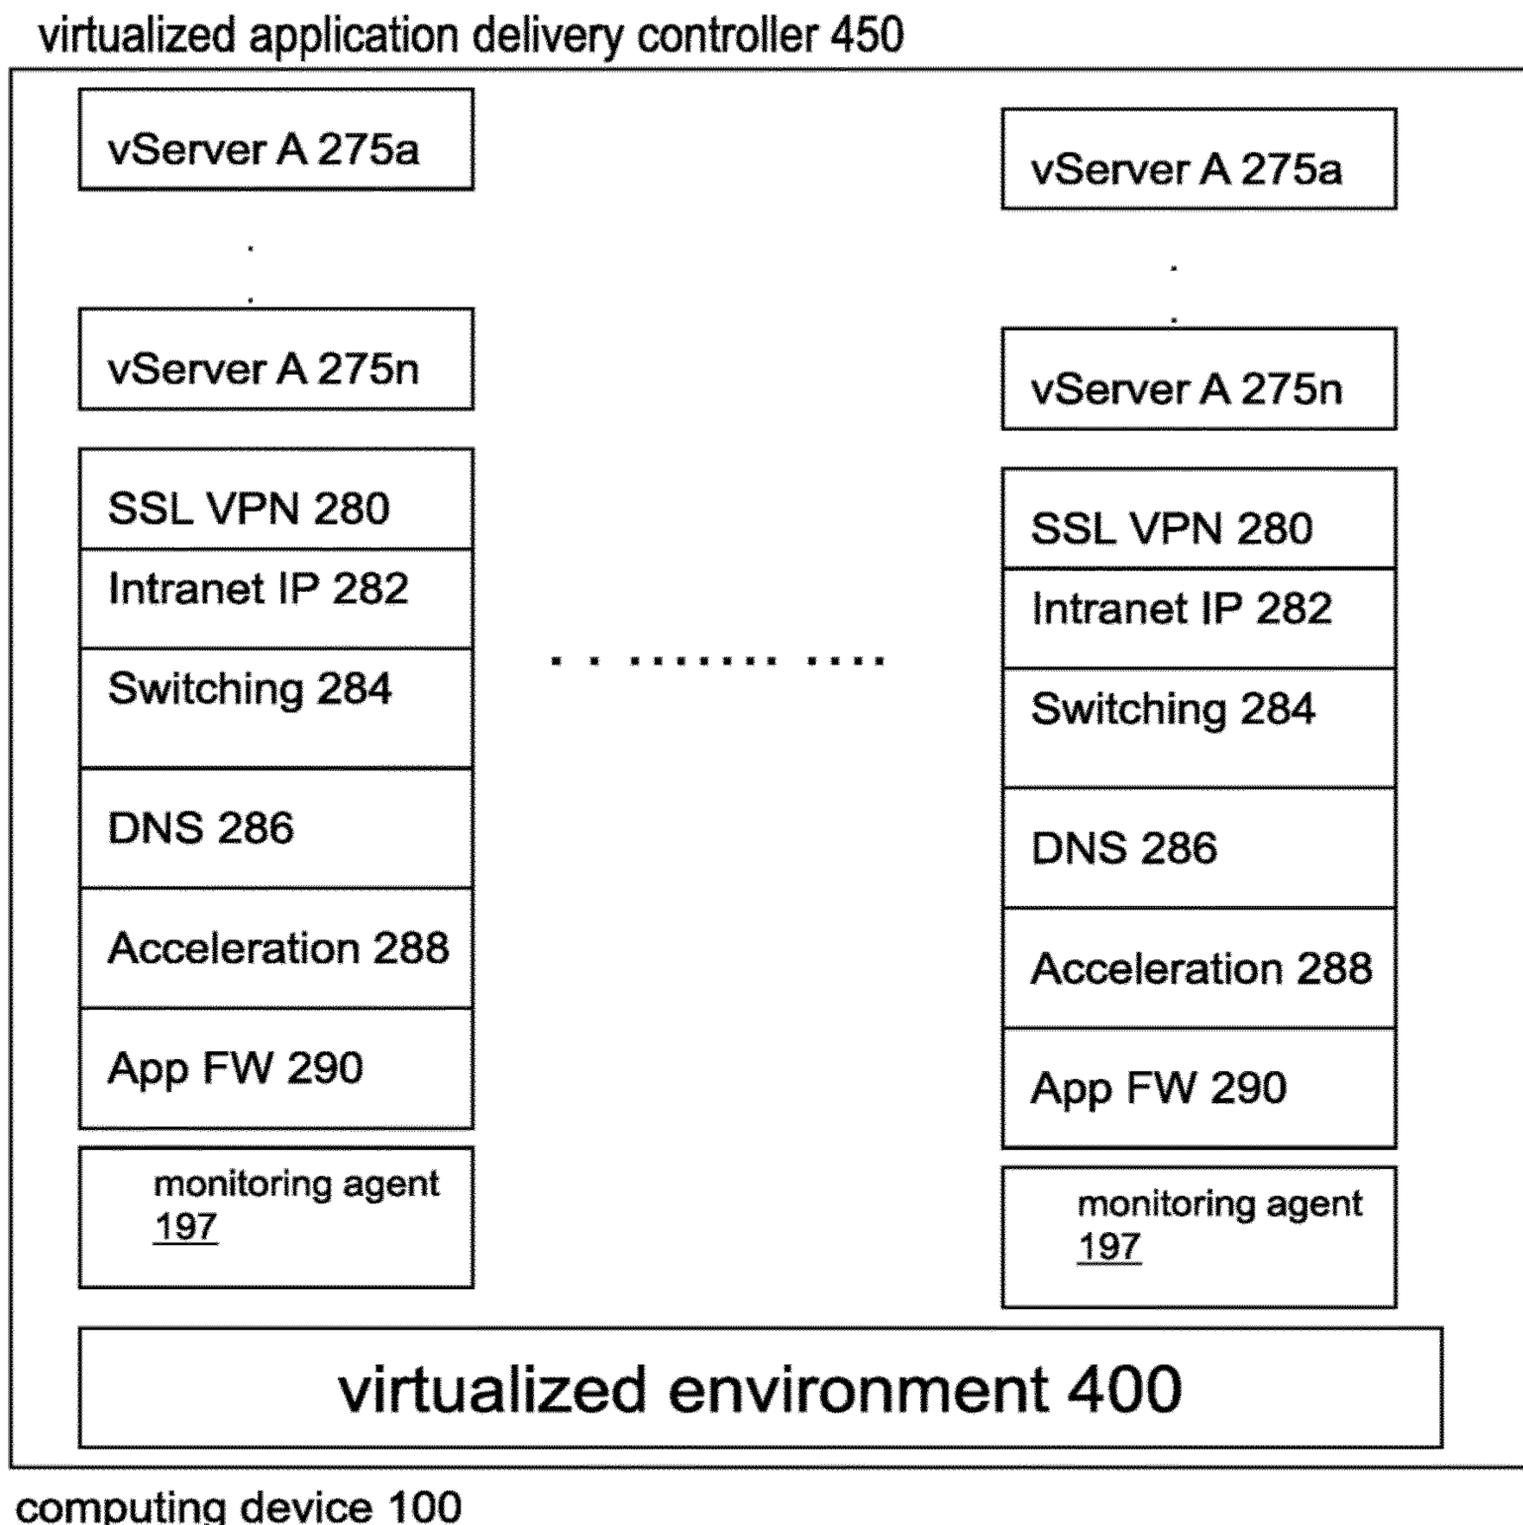 virtualized application delivery controller 450
vServer A 275a
vServer A 275n
SSL VPN 280
Intranet IP 282
Switching 284
DNS 286
Acceleration 288
App FW 290
monitoring agent
197
vServer A 275a
vServer A 275n
SSL VPN 280
Intranet IP 282
Switching 284
DNS 286
Acceleration 288
App FW 290
monitoring agent
197
virtualized environment 400
computing device 100